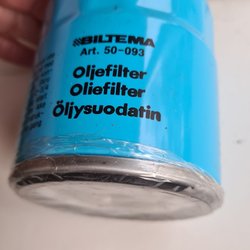 BILTEMA
Art. 50-093
Oljefilter
Oliefilter
Öljysuodatin